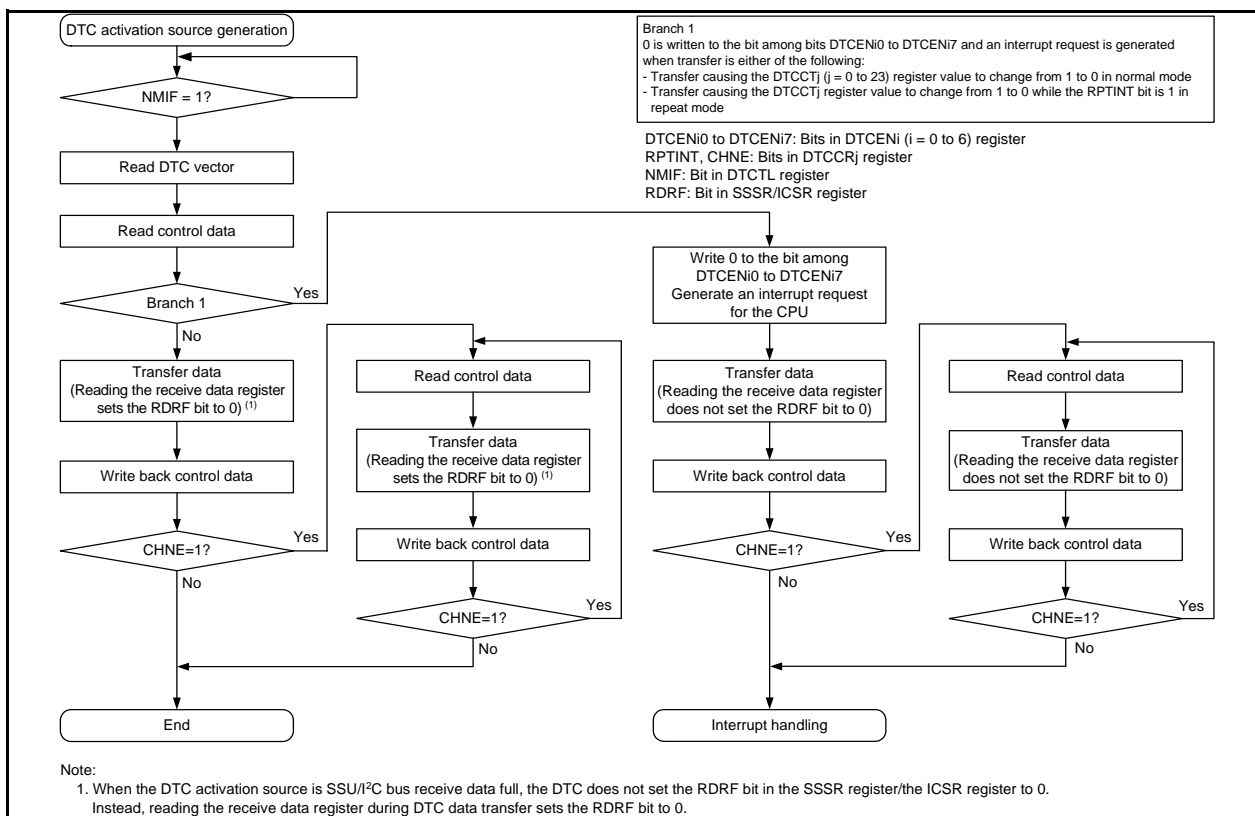 DTC activation source generation
NMIF = 1?
Read DTC vector
Read control data
Branch 1
Yes
No
Transfer data
(Reading the receive data register
sets the RDRF bit to 0) (1)
Write back control data
CHNE=1?
Yes
No
End
Read control data
Transfer data
(Reading the receive data register
sets the RDRF bit to 0) (1)
Write back control data
CHNE=1?
Yes
No
Branch 1
0 is written to the bit among bits DTCENi0 to DTCENi7 and an interrupt request is generated
when transfer is either of the following:
- Transfer causing the DTCCTj (j = 0 to 23) register value to change from 1 to 0 in normal mode
- Transfer causing the DTCCTj register value to change from 1 to 0 while the RPTINT bit is 1 in
repeat mode
DTCENi0 to DTCENi7: Bits in DTCENi (i = 0 to 6) register
RPTINT, CHNE: Bits in DTCCRj register
NMIF: Bit in DTCTL register
RDRF: Bit in SSSR/ICSR register
Write 0 to the bit among
DTCENi0 to DTCENi7
Generate an interrupt request
for the CPU
Transfer data
(Reading the receive data register
does not set the RDRF bit to 0)
Write back control data
CHNE=1?
Yes
No
Interrupt handling
Read control data
Transfer data
(Reading the receive data register
does not set the RDRF bit to 0)
Write back control data
CHNE=1?
Yes
No
Note:
1. When the DTC activation source is SSU/I²C bus receive data full, the DTC does not set the RDRF bit in the SSSR register/the ICSR register to 0.
Instead, reading the receive data register during DTC data transfer sets the RDRF bit to 0.